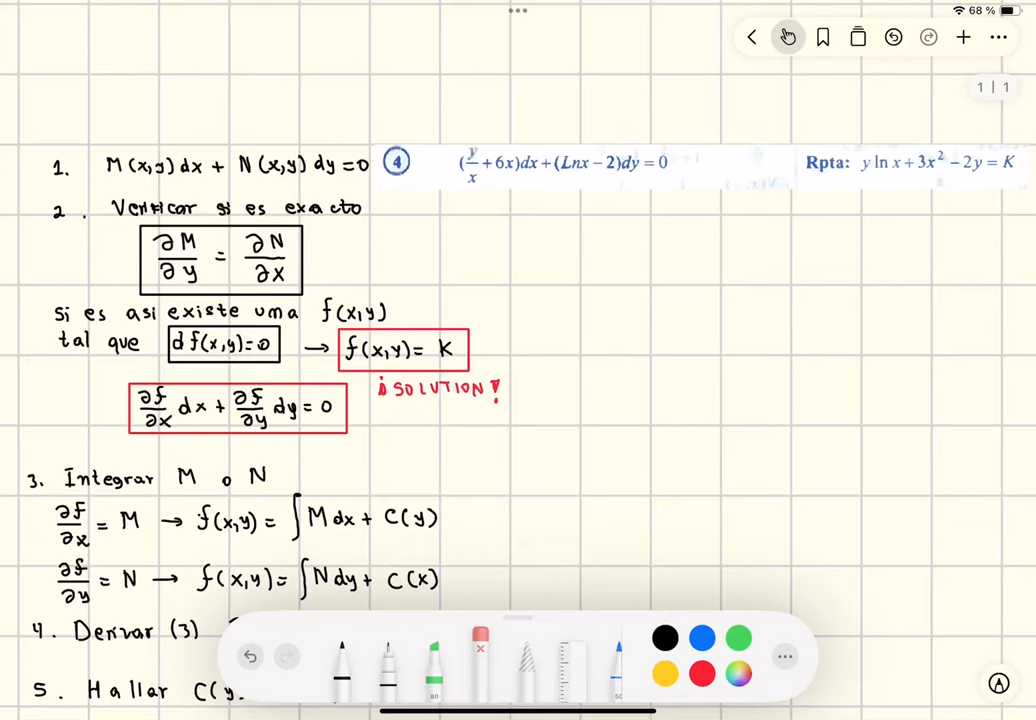 68 %
1 | 1
1. M(x,y) dx + N(x,y) dy = 0
4 (y/x + 6x)dx + (Lnx − 2)dy = 0 Rpta: y ln x + 3x² − 2y = K
2. Verificar si es exacto
∂M/∂y = ∂N/∂x
si es asi existe una f(x,y)
tal que df(x,y)=0 → f(x,y) = K
¡SOLUTION!
∂f/∂x dx + ∂f/∂y dy = 0
3. Integrar M o N
∂f/∂x = M → f(x,y) = ∫M dx + C(y)
∂f/∂y = N → f(x,y) = ∫N dy + C(x)
4. Derivar (3)
5. Hallar C(y
80